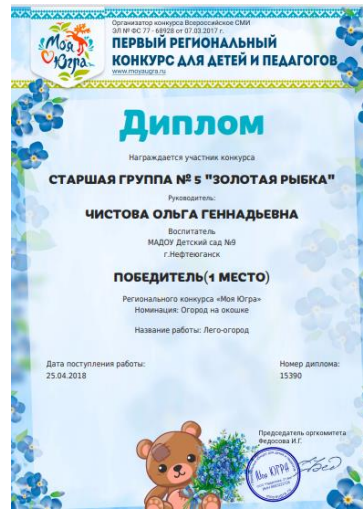 Моя Югра
Организатор конкурса Всероссийское СМИ
ЭЛ № ФС 77 - 68928 от 07.03.2017 г.
ПЕРВЫЙ РЕГИОНАЛЬНЫЙ
КОНКУРС ДЛЯ ДЕТЕЙ И ПЕДАГОГОВ
www.moyaugra.ru
Диплом
Награждается участник конкурса
СТАРШАЯ ГРУППА № 5 "ЗОЛОТАЯ РЫБКА"
Руководитель:
ЧИСТОВА ОЛЬГА ГЕННАДЬЕВНА
Воспитатель
МАДОУ Детский сад №9
г.Нефтеюганск
ПОБЕДИТЕЛЬ(1 МЕСТО)
Регионального конкурса «Моя Югра»
Номинация: Огород на окошке
Название работы: Лего-огород
Дата поступления работы:
25.04.2018
Номер диплома:
15390
Председатель оргкомитета
Федосова И.Г.